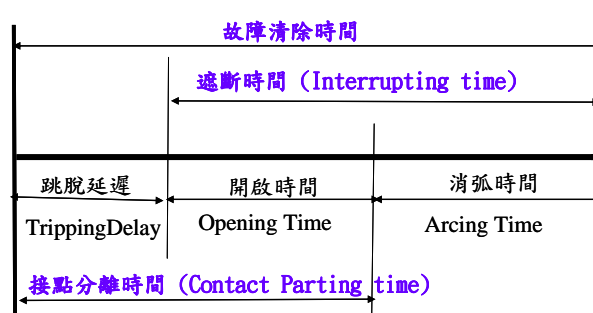 故障清除時間
遮斷時間 (Interrupting time)
跳脫延遲 開啟時間 消弧時間
TrippingDelay Opening Time Arcing Time
接點分離時間 (Contact Parting time)